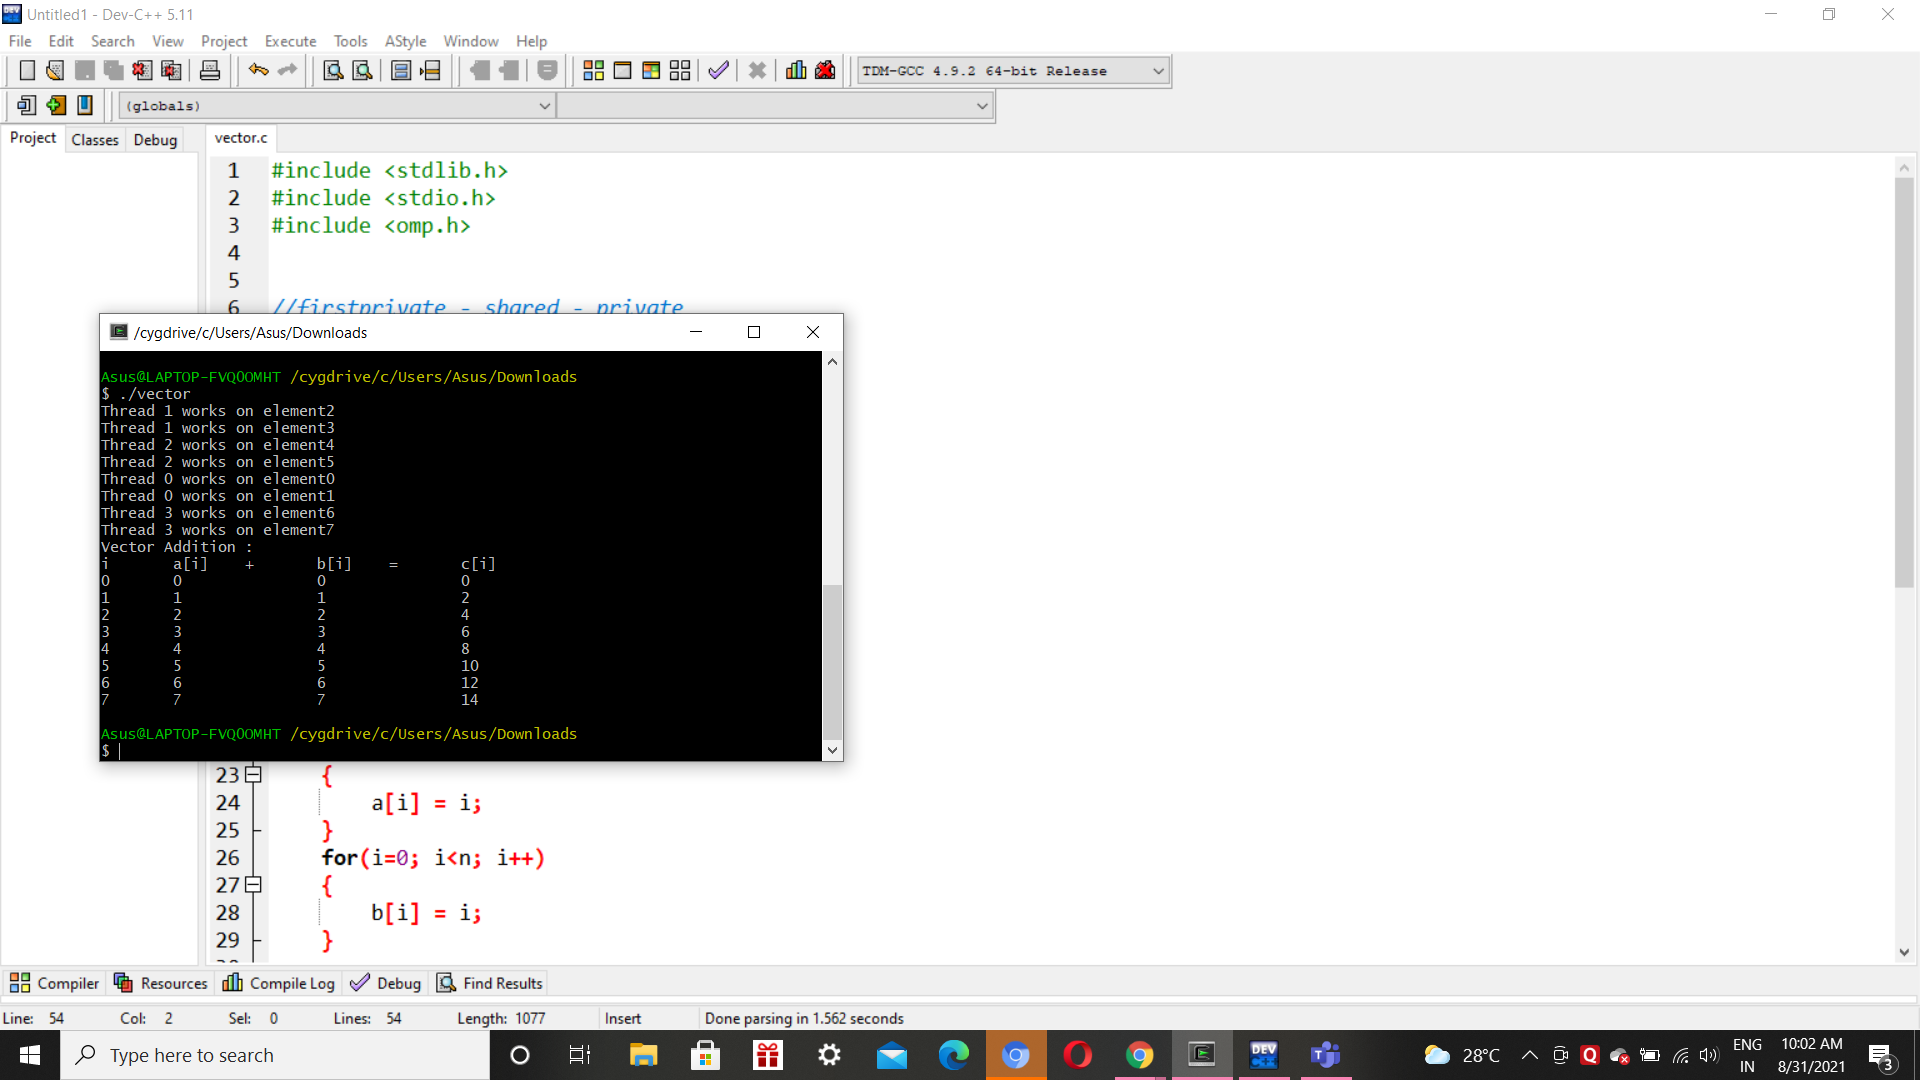 Untitled1 - Dev-C++ 5.11
File Edit Search View Project Execute Tools AStyle Window Help
TDM-GCC 4.9.2 64-bit Release
(globals)
Project Classes Debug
vector.c
1 #include <stdlib.h>
2 #include <stdio.h>
3 #include <omp.h>
4
5
6 //firstprivate - shared - private
/cygdrive/c/Users/Asus/Downloads
Asus@LAPTOP-FVQ0OMHT /cygdrive/c/Users/Asus/Downloads
$ ./vector
Thread 1 works on element2
Thread 1 works on element3
Thread 2 works on element4
Thread 2 works on element5
Thread 0 works on element0
Thread 0 works on element1
Thread 3 works on element6
Thread 3 works on element7
Vector Addition :
i a[i] + b[i] = c[i]
0 0 0 0
1 1 1 2
2 2 2 4
3 3 3 6
4 4 4 8
5 5 5 10
6 6 6 12
7 7 7 14
Asus@LAPTOP-FVQ0OMHT /cygdrive/c/Users/Asus/Downloads
$
23 {
24 a[i] = i;
25 }
26 for(i=0; i<n; i++)
27 {
28 b[i] = i;
29 }
Compiler Resources Compile Log Debug Find Results
Line: 54 Col: 2 Sel: 0 Lines: 54 Length: 1077 Insert Done parsing in 1.562 seconds
Type here to search
DEV
28°C
ENG
IN
10:02 AM
8/31/2021
3